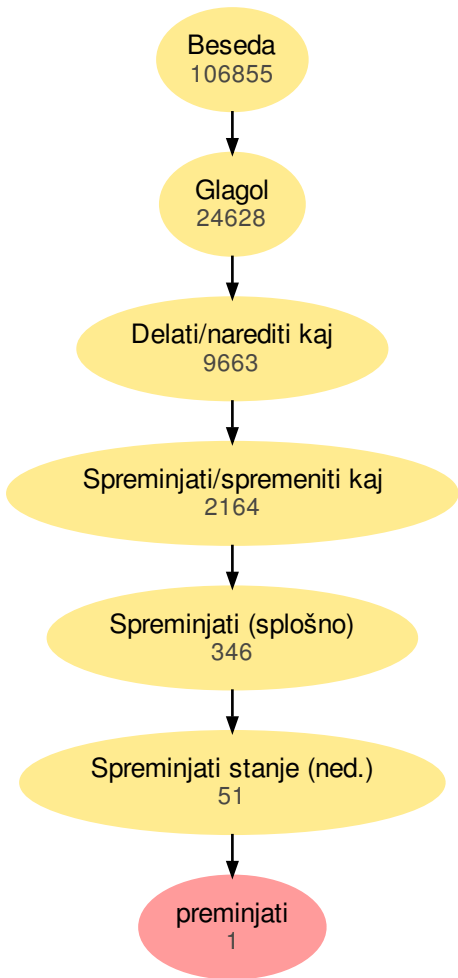 Beseda
106855
Glagol
24628
Delati/narediti kaj
9663
Spreminjati/spremeniti kaj
2164
Spreminjati (splošno)
346
Spreminjati stanje (ned.)
51
preminjati
1